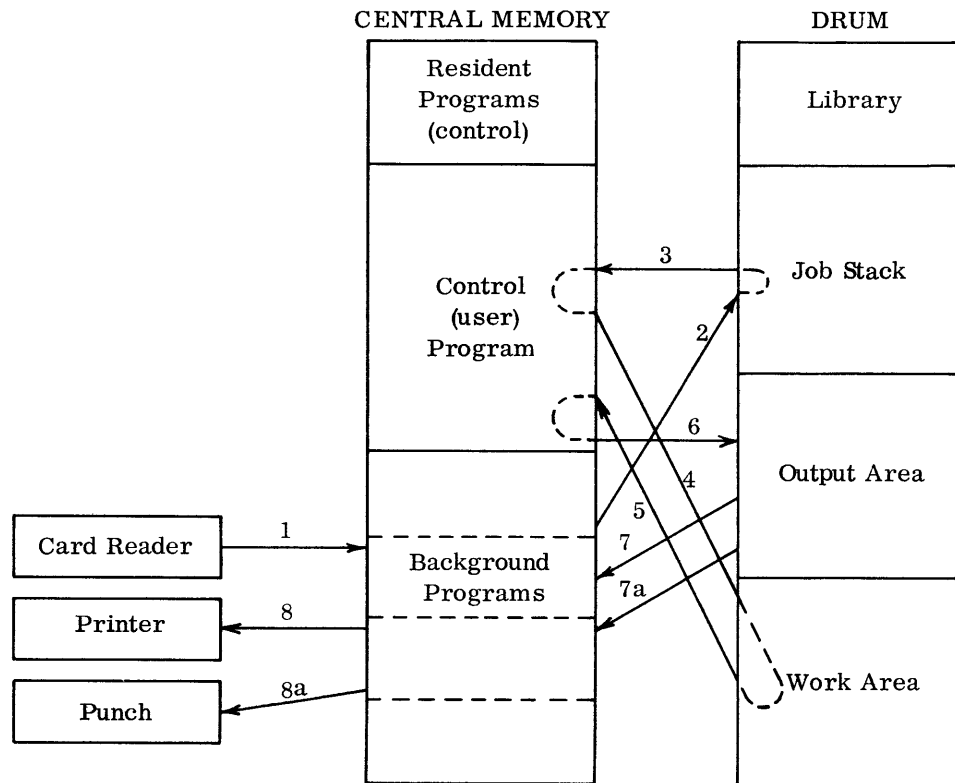 CENTRAL MEMORY
DRUM
Resident
Programs
(control)
Library
3
Job Stack
Control
(user)
Program
2
6
4
Output Area
5
1
Card Reader
7
Background
Programs
7a
Printer
8
Work Area
8a
Punch